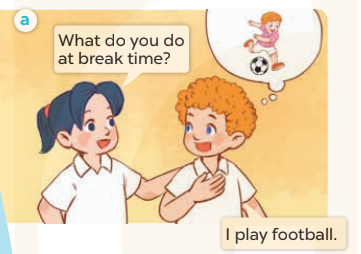 a
What do you do
at break time?
I play football.